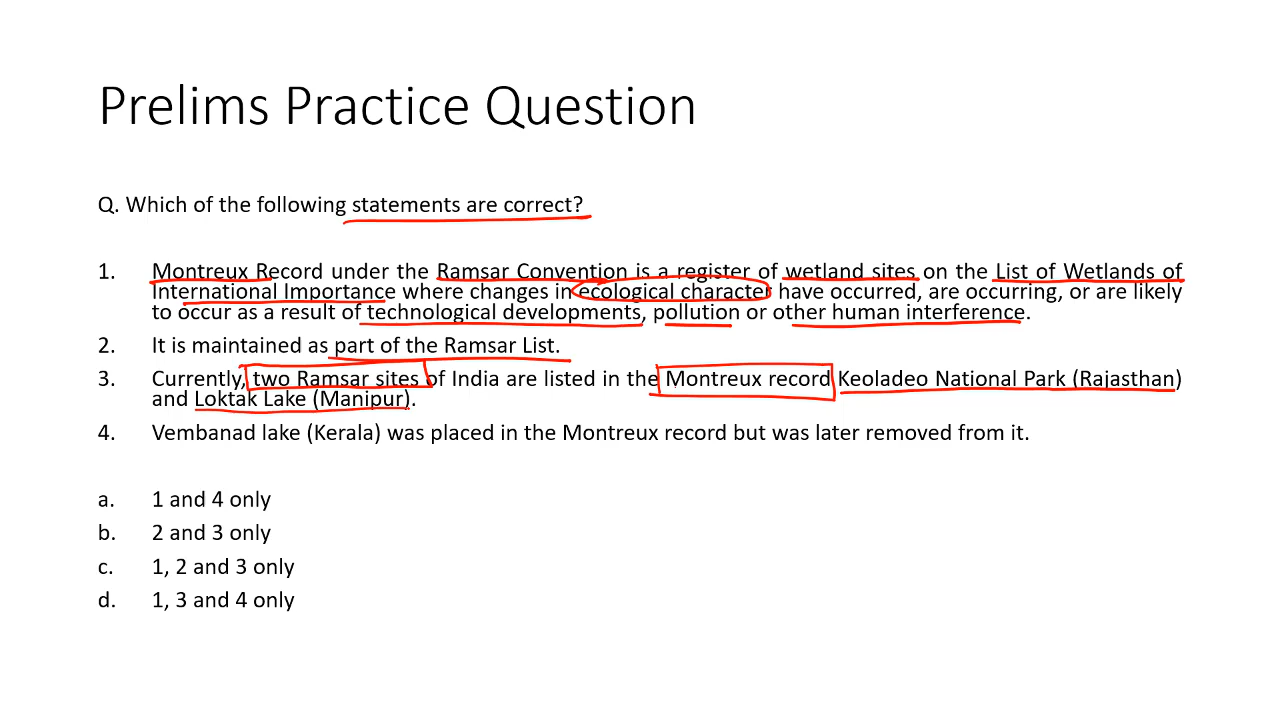 Prelims Practice Question
Q. Which of the following statements are correct?
1. Montreux Record under the Ramsar Convention is a register of wetland sites on the List of Wetlands of
International Importance where changes in ecological character have occurred, are occurring, or are likely
to occur as a result of technological developments, pollution or other human interference.
2. It is maintained as part of the Ramsar List.
3. Currently, two Ramsar sites of India are listed in the Montreux record Keoladeo National Park (Rajasthan)
and Loktak Lake (Manipur).
4. Vembanad lake (Kerala) was placed in the Montreux record but was later removed from it.
a. 1 and 4 only
b. 2 and 3 only
c. 1, 2 and 3 only
d. 1, 3 and 4 only